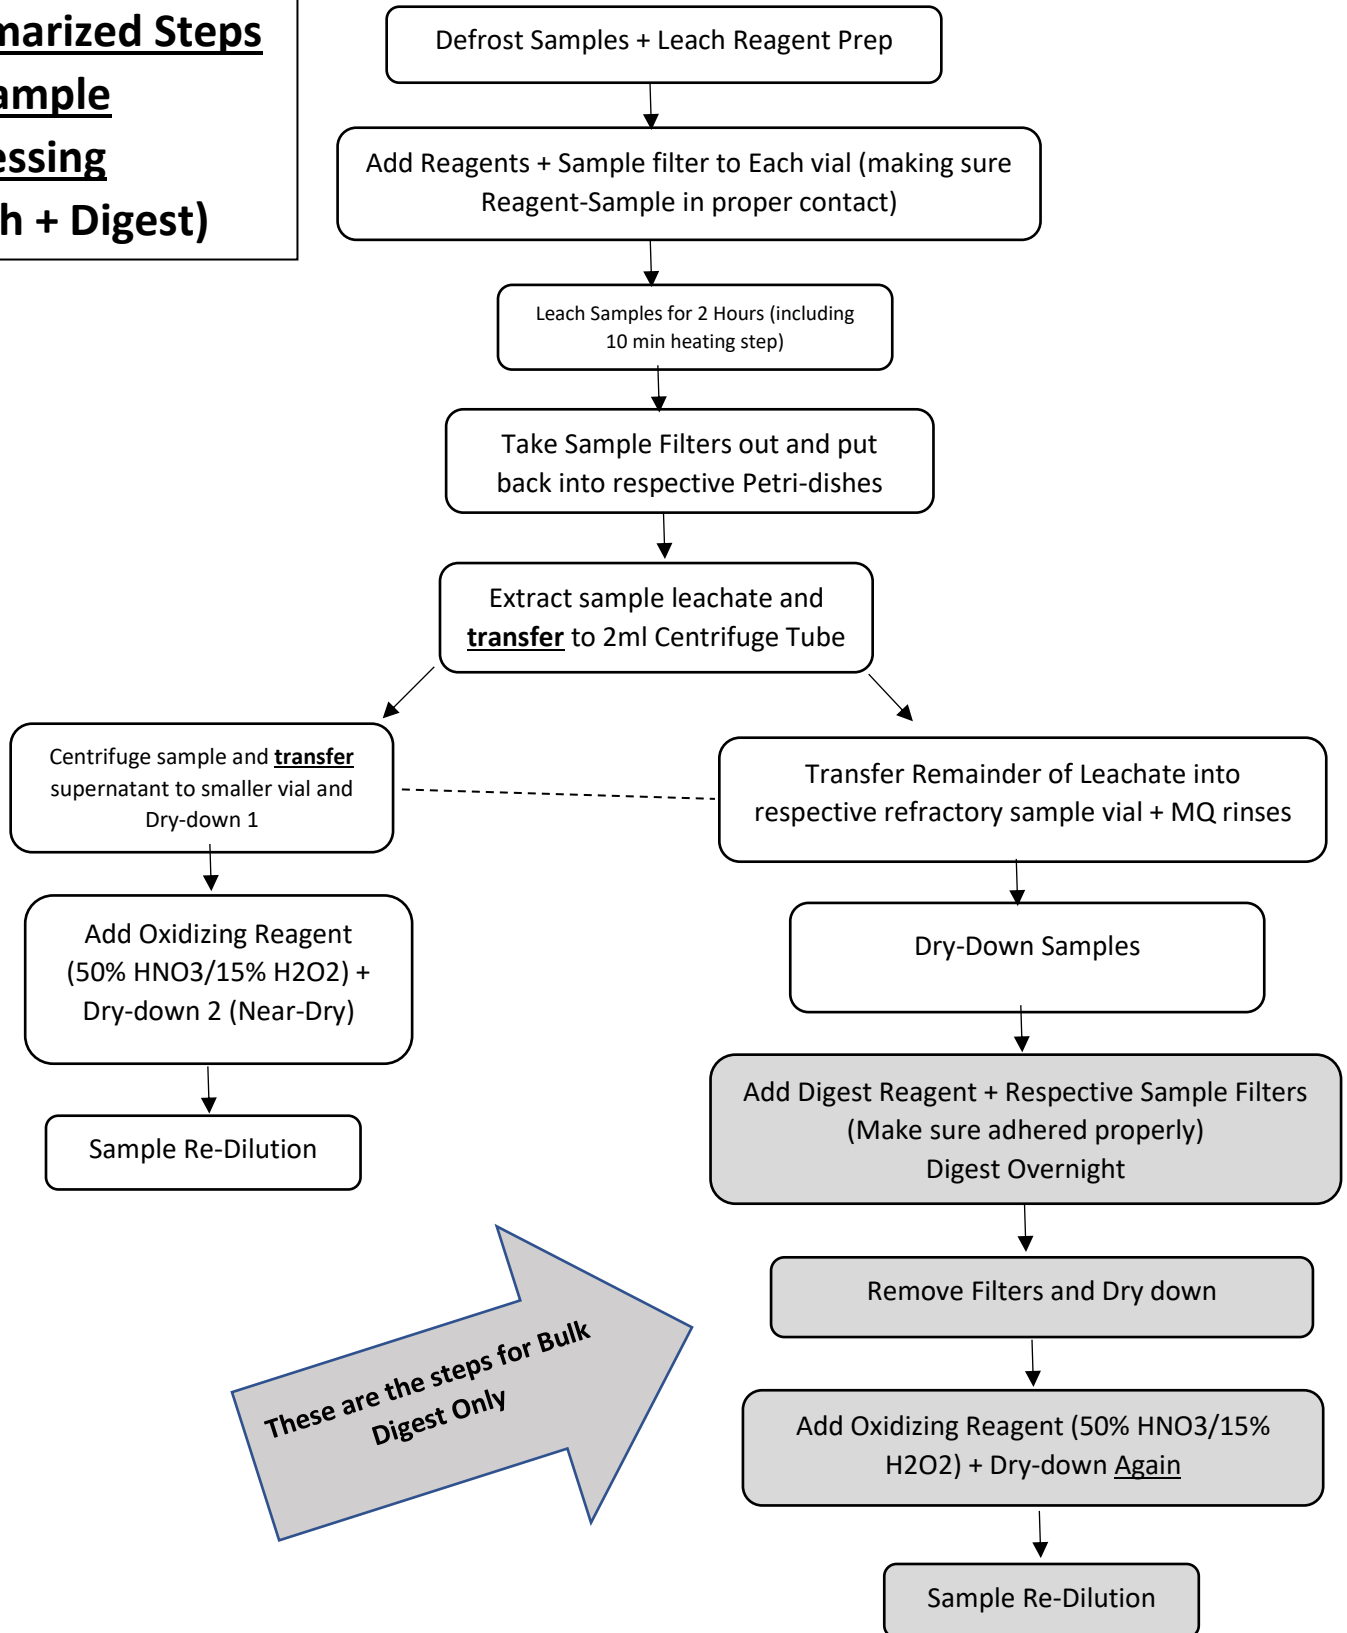 Steps
+ Digest)
Defrost Samples + Leach Reagent Prep
Add Reagents + Sample filter to Each vial (making sure
Reagent-Sample in proper contact)
Leach Samples for 2 Hours (including
10 min heating step)
Take Sample Filters out and put
back into respective Petri-dishes
Extract sample leachate and
transfer to 2ml Centrifuge Tube
Centrifuge sample and transfer
supernatant to smaller vial and
Dry-down 1
Add Oxidizing Reagent
(50% HNO3/15% H2O2) +
Dry-down 2 (Near-Dry)
Sample Re-Dilution
Transfer Remainder of Leachate into
respective refractory sample vial + MQ rinses
Dry-Down Samples
Add Digest Reagent + Respective Sample Filters
(Make sure adhered properly)
Digest Overnight
Remove Filters and Dry down
Add Oxidizing Reagent (50% HNO3/15%
H2O2) + Dry-down Again
Sample Re-Dilution
These are the steps for Bulk
Digest Only